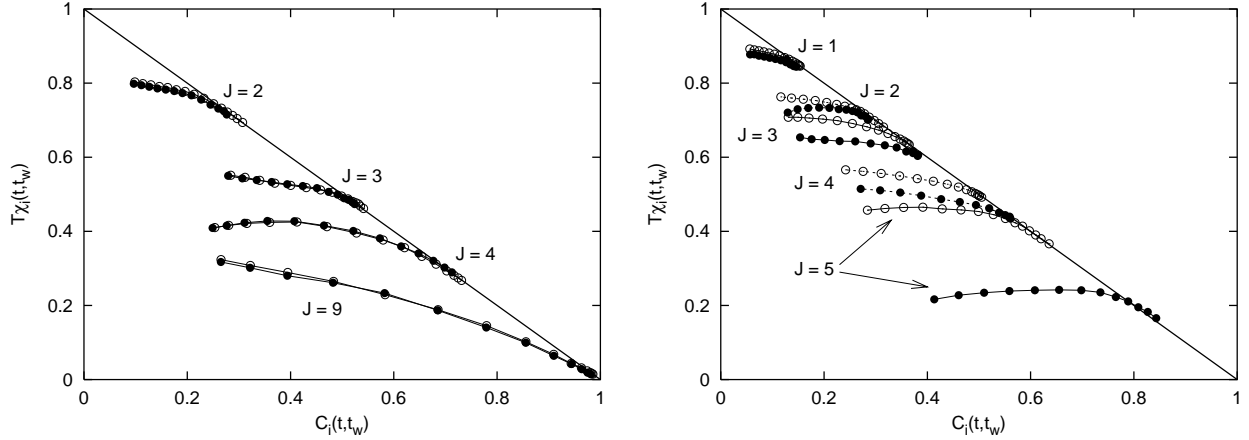 1
0.8
0.6
0.4
0.2
0
0
0.2
0.4
0.6
0.8
1
Tχi(t,tw)
Ci(t,tw)
J = 2
J = 3
J = 4
J = 9
1
0.8
0.6
0.4
0.2
0
0
0.2
0.4
0.6
0.8
1
Tχi(t,tw)
Ci(t,tw)
J = 1
J = 2
J = 3
J = 4
J = 5